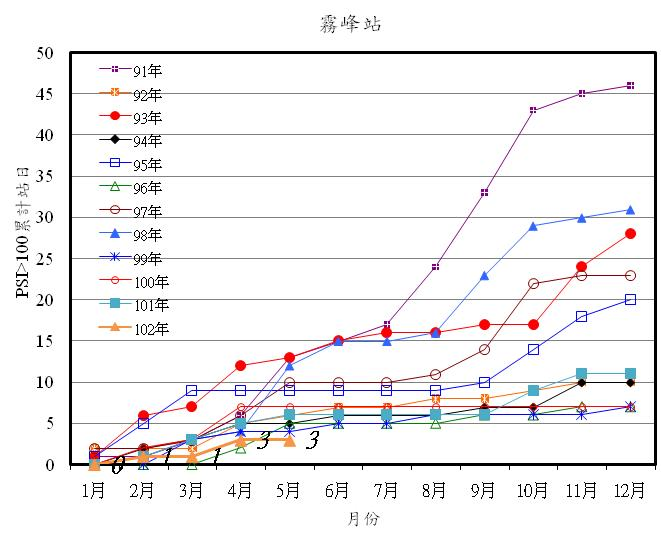 霧峰站
50
45
40
35
30
25
20
15
10
5
0
PSI>100累計站日
91年
92年
93年
94年
95年
96年
97年
98年
99年
100年
101年
102年
0 1 1 3 3
1月 2月 3月 4月 5月 6月 7月 8月 9月 10月 11月 12月
月份